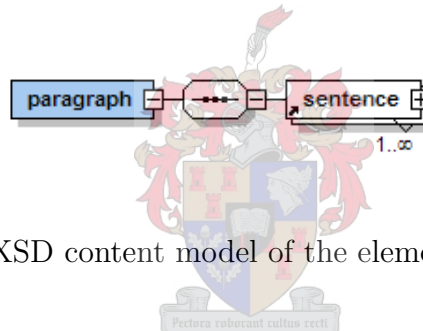 paragraph sentence
1..∞
XSD content model of the eleme
Pectora roborant cultus recti